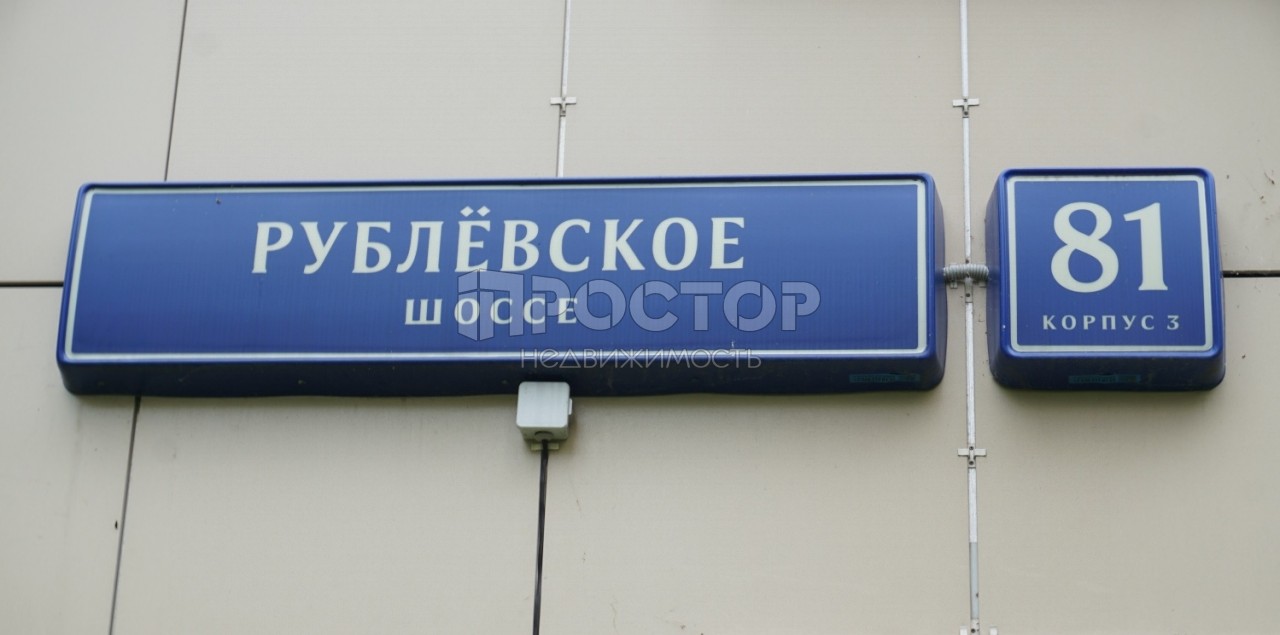 РУБЛЁВСКОЕ
ШОССЕ
81
КОРПУС 3
ПРОСТОР
недвижимость